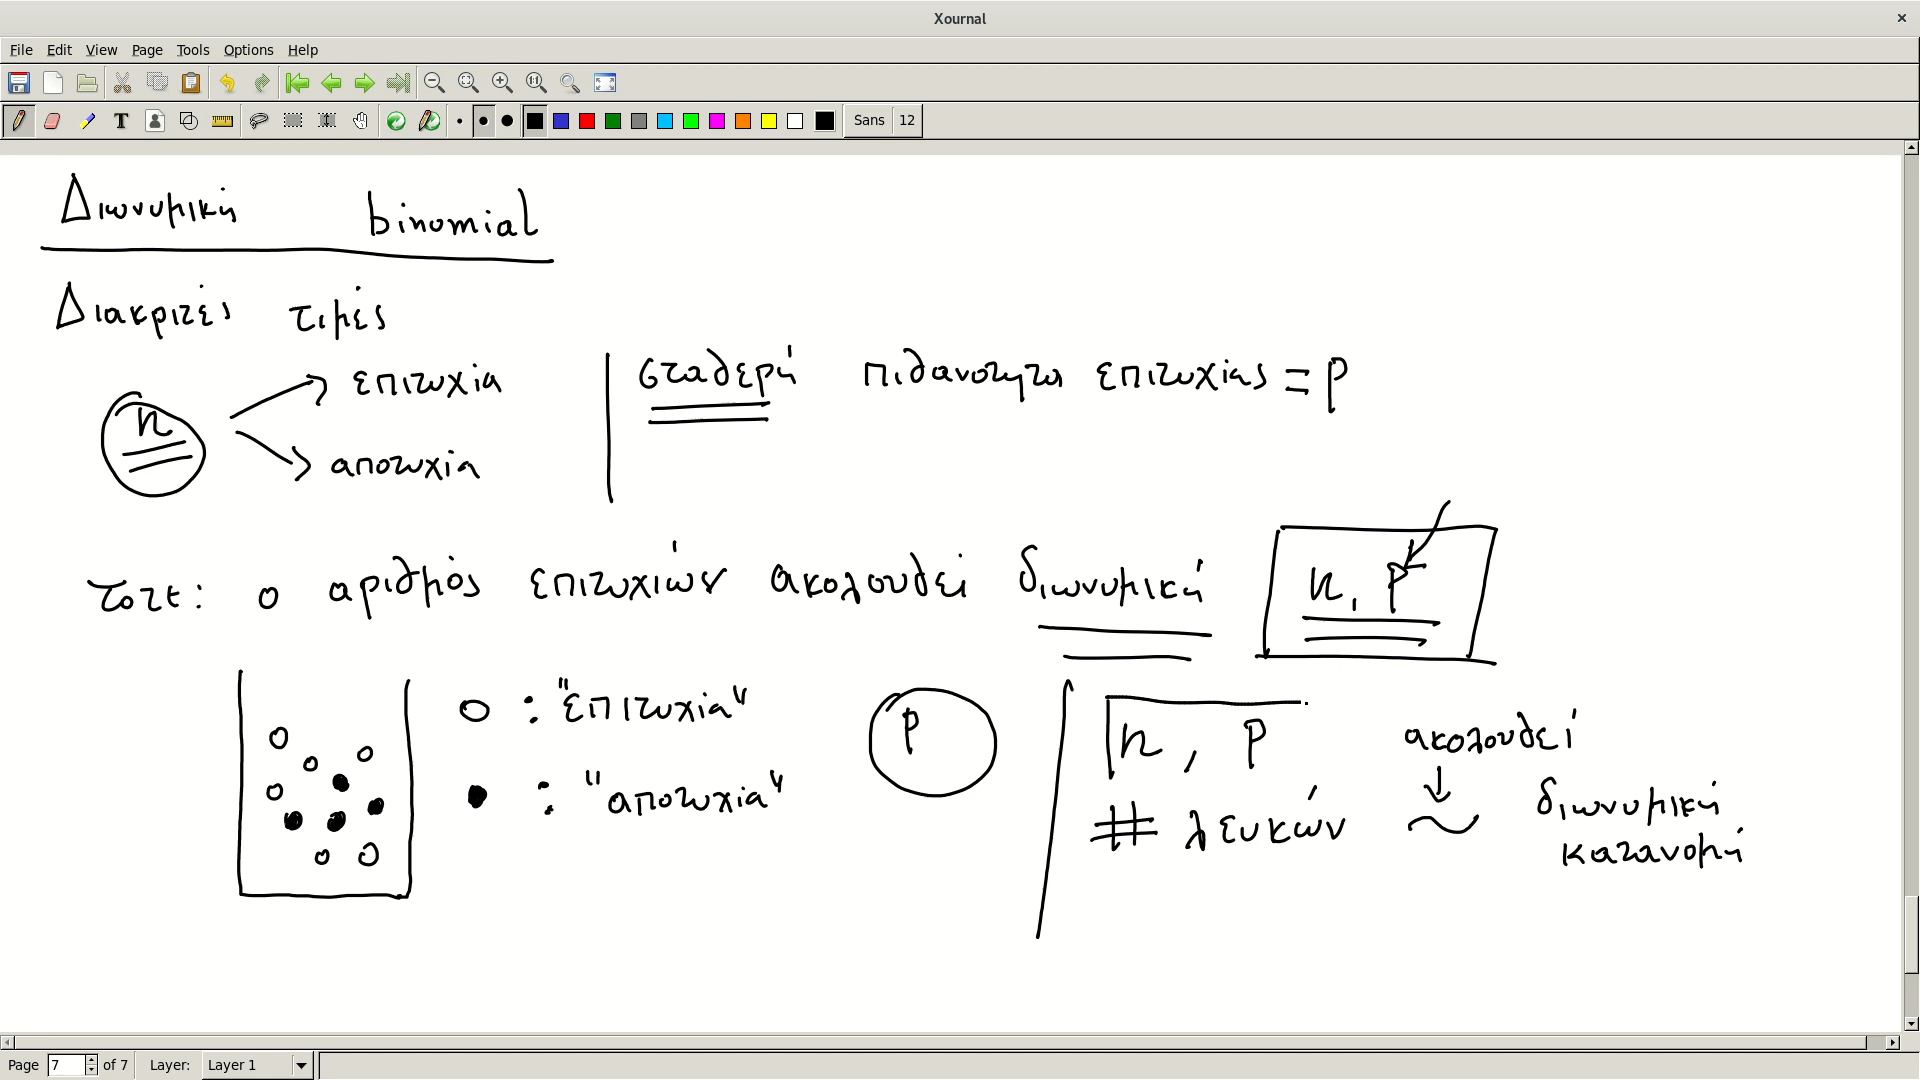 Xournal
File Edit View Page Tools Options Help
Sans 12
Διωνυμική binomial
Διακριτές τιμές
n → επιτυχία
→ αποτυχία
σταθερή πιθανότητα επιτυχίας = p
τοτε: ο αριθμός επιτυχιών ακολουθεί διωνυμική n, p
○ : "επιτυχία"
● : "αποτυχία"
p
n, p
ακολουθεί
↓
# λευκών ~ διωνυμική
κατανομή
Page 7 of 7 Layer: Layer 1